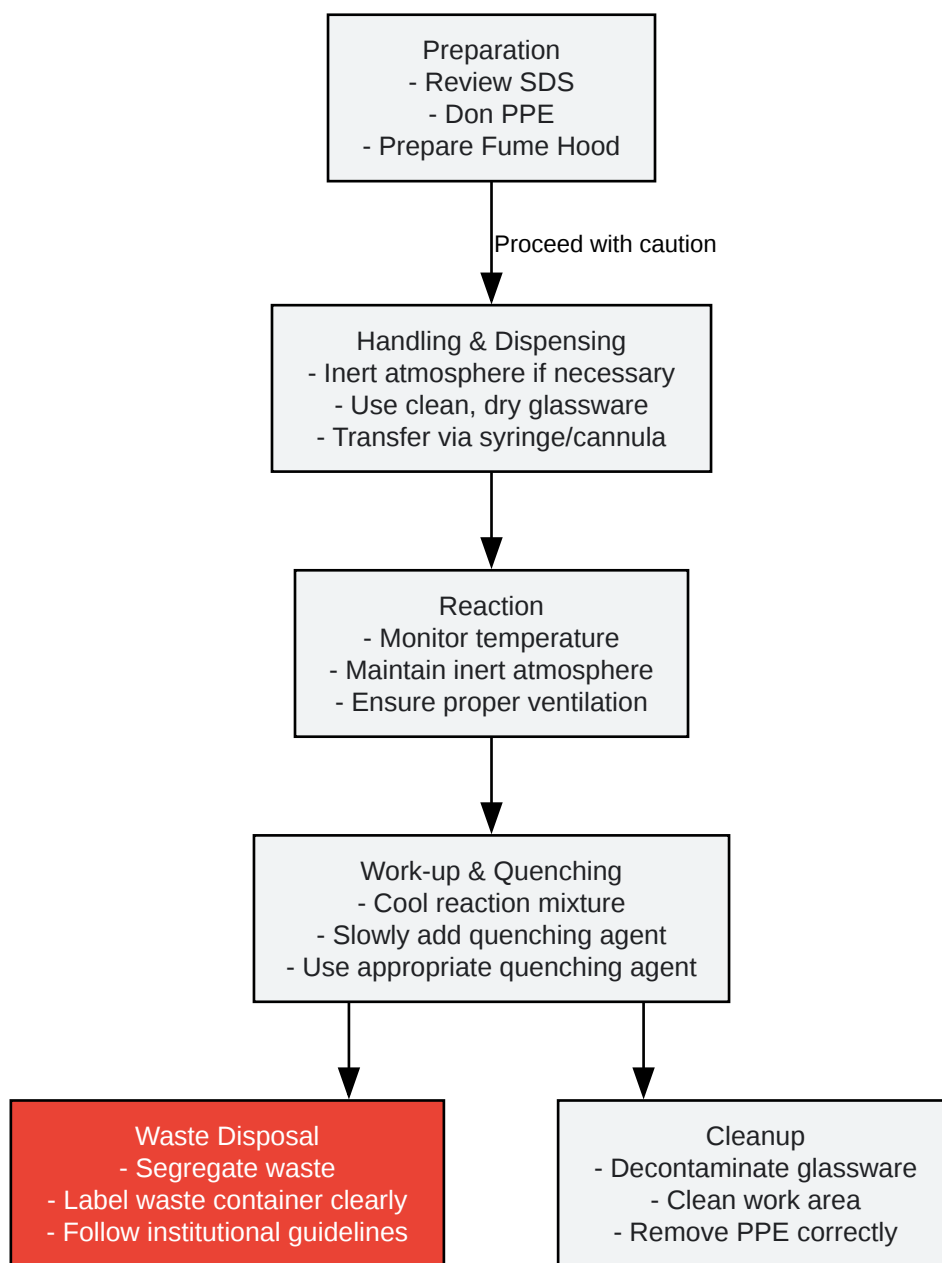 Preparation
- Review SDS
- Don PPE
- Prepare Fume Hood
Proceed with caution
Handling & Dispensing
- Inert atmosphere if necessary
- Use clean, dry glassware
- Transfer via syringe/cannula
Reaction
- Monitor temperature
- Maintain inert atmosphere
- Ensure proper ventilation
Work-up & Quenching
- Cool reaction mixture
- Slowly add quenching agent
- Use appropriate quenching agent
Waste Disposal
- Segregate waste
- Label waste container clearly
- Follow institutional guidelines
Cleanup
- Decontaminate glassware
- Clean work area
- Remove PPE correctly